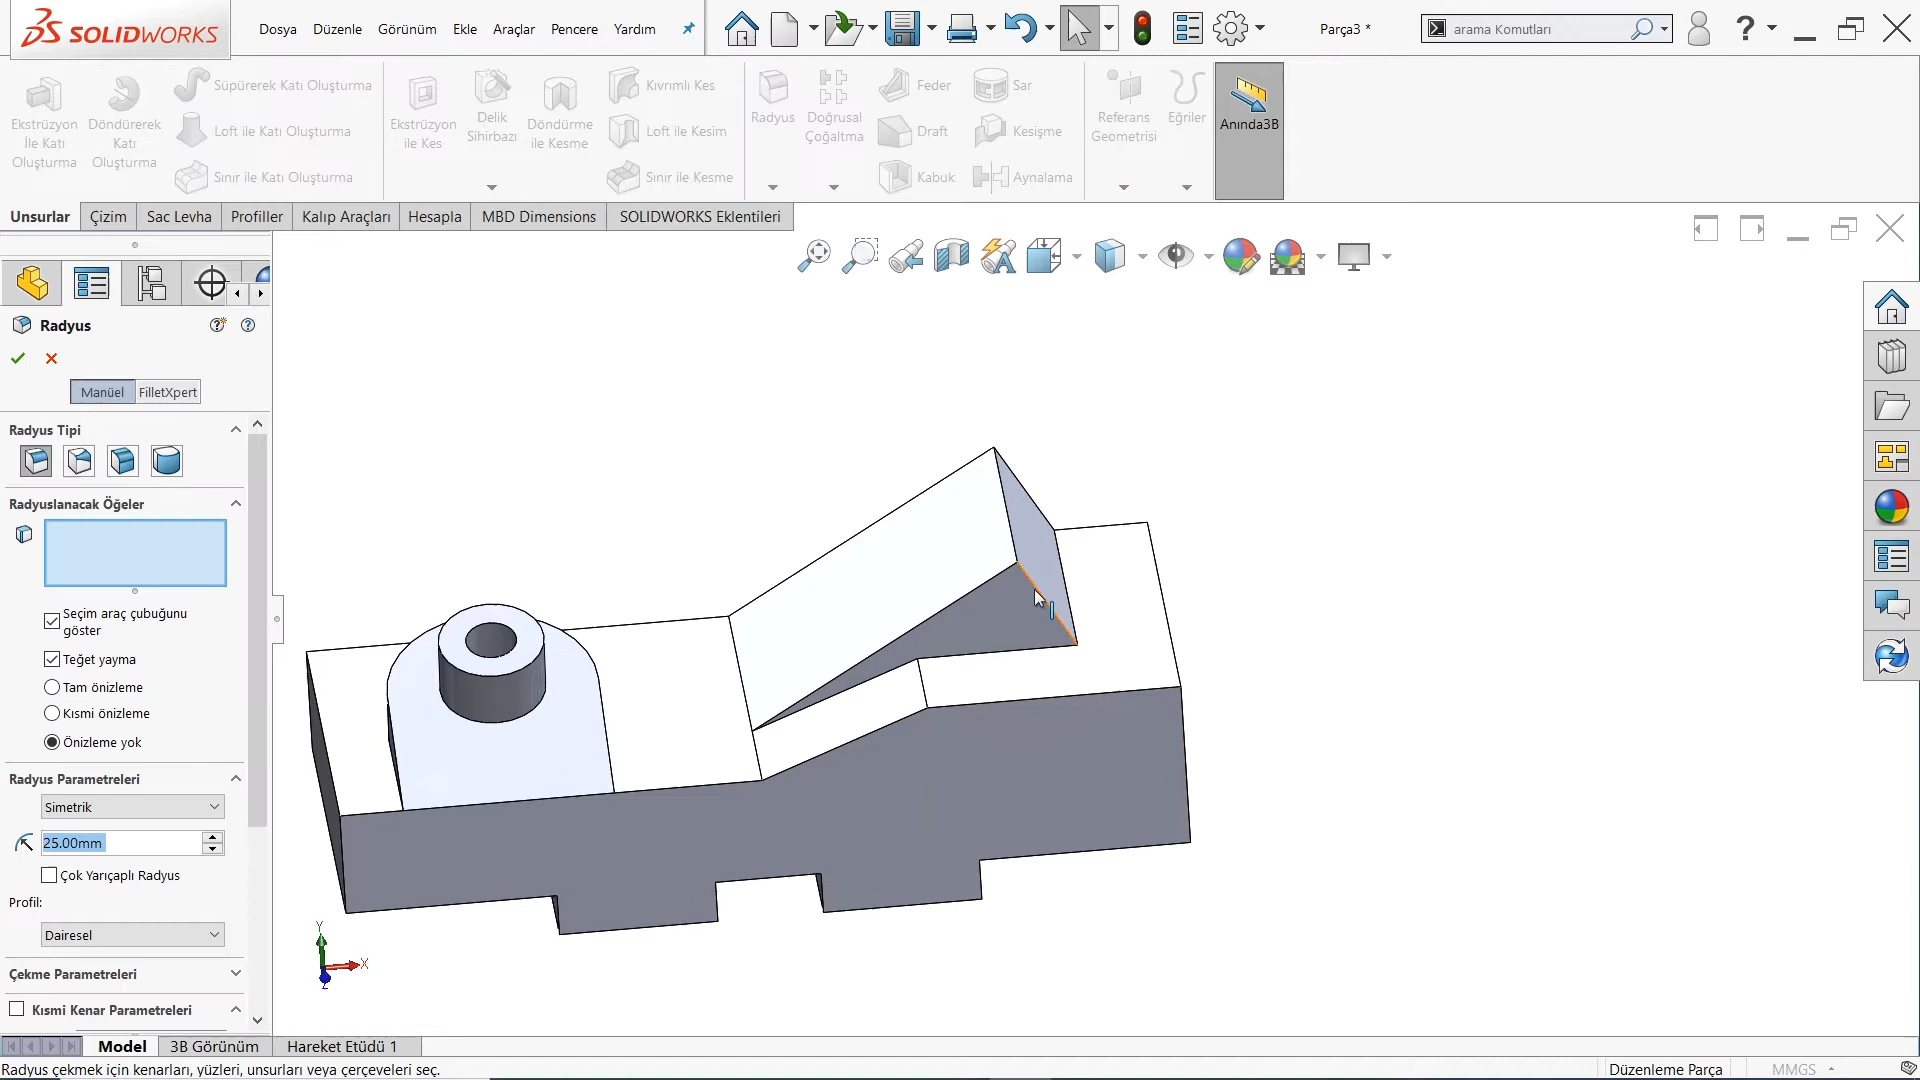 SOLIDWORKS
Dosya Düzenle Görünüm Ekle Araçlar Pencere Yardım
Parça3 *
arama Komutları
Ekstrüzyon İle Katı Oluşturma
Döndürerek Katı Oluşturma
Süpürerek Katı Oluşturma
Loft ile Katı Oluşturma
Sınır ile Katı Oluşturma
Ekstrüzyon ile Kes
Delik Sihirbazı
Döndürme ile Kesme
Kıvrımlı Kes
Loft ile Kesim
Sınır ile Kesme
Radyus
Doğrusal Çoğaltma
Feder
Draft
Kabuk
Sar
Kesişme
Aynalama
Referans Geometrisi
Eğriler
Anında3B
Unsurlar Çizim Sac Levha Profiller Kalıp Araçları Hesapla MBD Dimensions SOLIDWORKS Eklentileri
Radyus
Manüel FilletXpert
Radyus Tipi
Radyuslanacak Öğeler
Seçim araç çubuğunu
göster
Teğet yayma
Tam önizleme
Kısmi önizleme
Önizleme yok
Radyus Parametreleri
Simetrik
25.00mm
Çok Yarıçaplı Radyus
Profil:
Dairesel
Çekme Parametreleri
Kısmi Kenar Parametreleri
Y
X
Z
Model 3B Görünüm Hareket Etüdü 1
Radyus çekmek için kenarları, yüzleri, unsurları veya çerçeveleri seç.
Düzenleme Parça MMGS